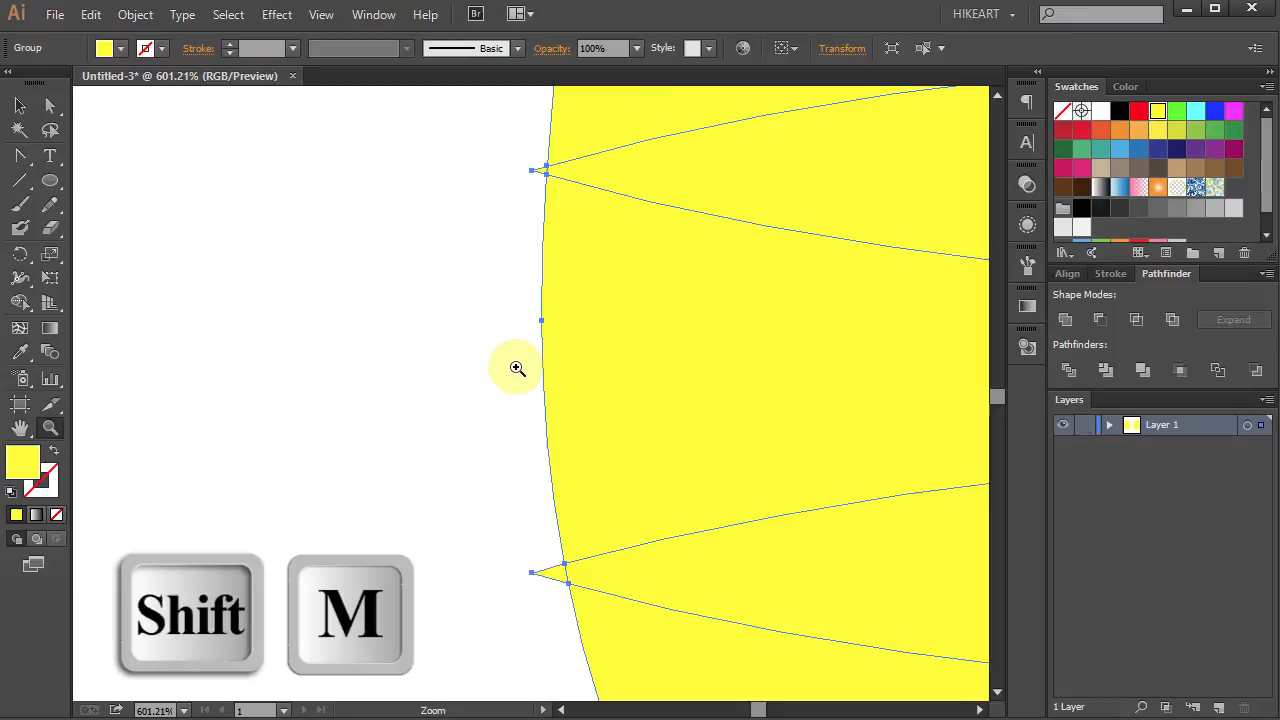 Ai File Edit Object Type Select Effect View Window Help Br HIKEART
Group Stroke: Basic Opacity: 100% Style: Transform
Untitled-3* @ 601.21% (RGB/Preview) ×
Swatches Color
Align Stroke Pathfinder
Shape Modes:
Expand
Pathfinders:
Layers
Layer 1
Shift M
601.21% 1 Zoom
1 Layer